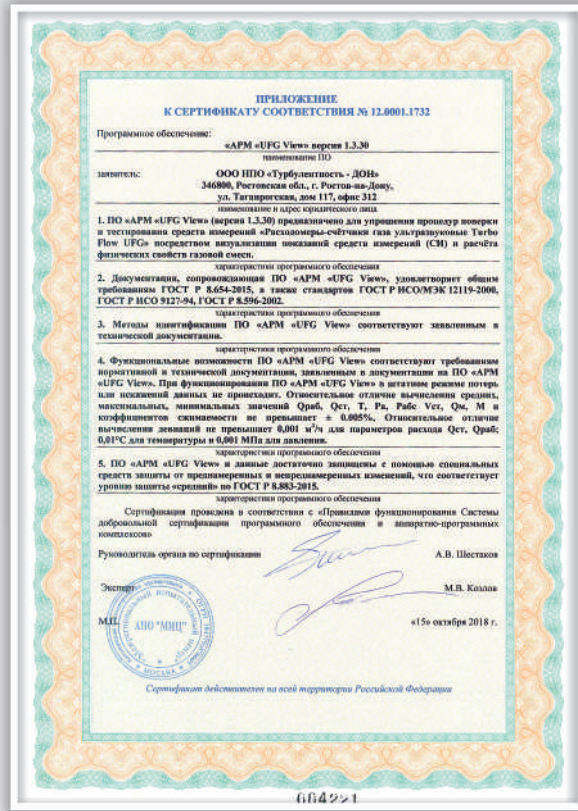 ПРИЛОЖЕНИЕ
К СЕРТИФИКАТУ СООТВЕТСТВИЯ № 12.0001.1732
Программное обеспечение:
«АРМ «UFG View» версия 1.3.30
наименование ПО
заявитель:
ООО НПО «Турбулентность - ДОН»
346800, Ростовская обл., г. Ростов-на-Дону,
ул. Таганрогская, дом 117, офис 312
наименование и адрес юридического лица
1. ПО «АРМ «UFG View» (версия 1.3.30) предназначено для упрощения процедур поверки
и тестирования средств измерений «Расходомеры-счётчики газа ультразвуковые Turbo
Flow UFG» посредством визуализации показаний средств измерений (СИ) и расчёта
физических свойств газовой смеси.
характеристики программного обеспечения
2. Документация, сопровождающая ПО «АРМ «UFG View», удовлетворяет общим
требованиям ГОСТ Р 8.654-2015, а также стандартов ГОСТ Р ИСО/МЭК 12119-2000,
ГОСТ Р ИСО 9127-94, ГОСТ Р 8.596-2002.
характеристики программного обеспечения
3. Методы идентификации ПО «АРМ «UFG View» соответствуют заявленным в
технической документации.
характеристики программного обеспечения
4. Функциональные возможности ПО «АРМ «UFG View» соответствуют требованиям
нормативной и технической документации, заявленным в документации на ПО «АРМ
«UFG View». При функционировании ПО «АРМ «UFG View» в штатном режиме потерь
или искажений данных не происходит. Относительное отличие вычисления средних,
максимальных, минимальных значений Qраб, Qст, Т, Ра, Рабс Vст, Qм, М и
коэффициентов сжимаемости не превышает ± 0.005%, Относительное отличие
вычисления девиаций не превышает 0,001 м³/ч для параметров расхода Qст, Qраб;
0,01°С для температуры и 0,001 МПа для давления.
характеристики программного обеспечения
5. ПО «АРМ «UFG View» и данные достаточно защищены с помощью специальных
средств защиты от преднамеренных и непреднамеренных изменений, что соответствует
уровню защиты «средний» по ГОСТ Р 8.883-2015.
характеристики программного обеспечения
Сертификация проведена в соответствии с «Правилами функционирования Системы
добровольной сертификации программного обеспечения и аппаратно-программных
комплексов»
Руководитель органа по сертификации А.В. Шестаков
Эксперт М.В. Козлов
М.П. «15» октября 2018 г.
АНО "МИЦ"
МОСКВА
Сертификат действителен на всей территории Российской Федерации
004221